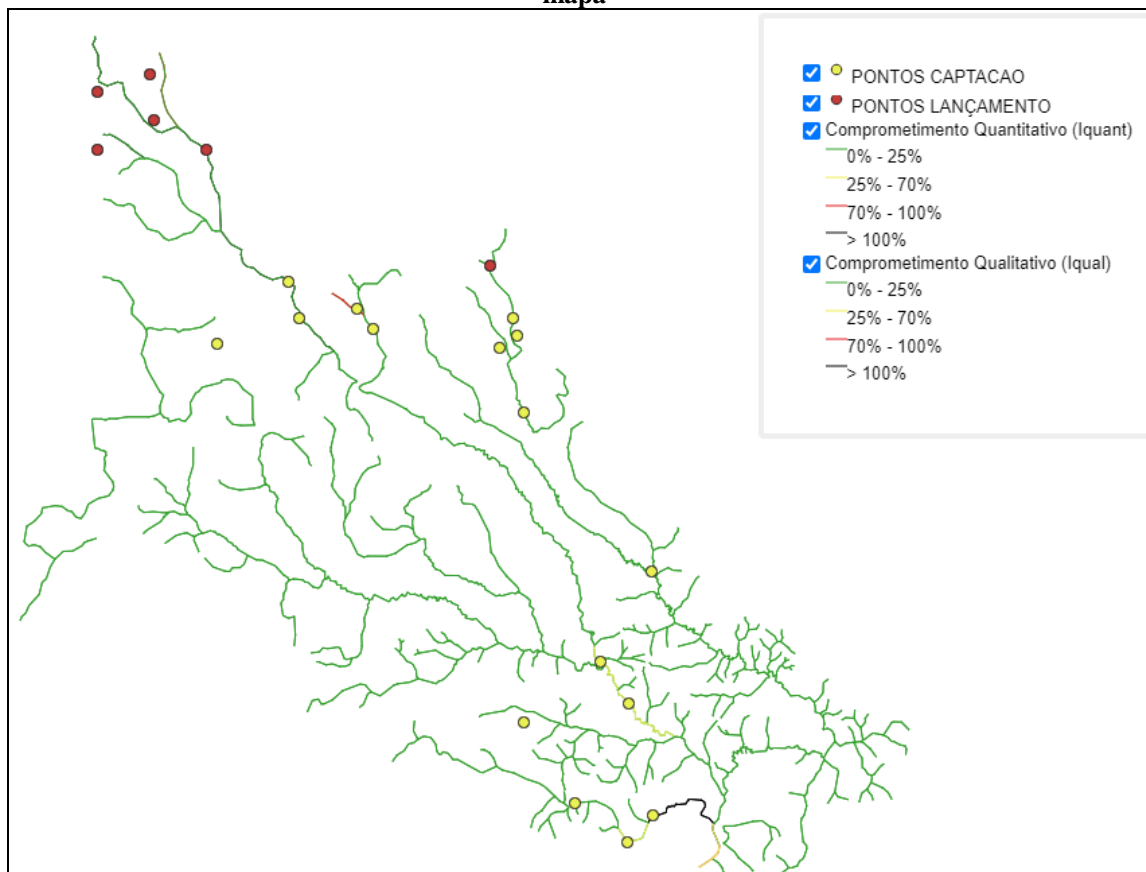 mapa
PONTOS CAPTACAO
PONTOS LANÇAMENTO
Comprometimento Quantitativo (Iquant)
0% - 25%
25% - 70%
70% - 100%
> 100%
Comprometimento Qualitativo (Iqual)
0% - 25%
25% - 70%
70% - 100%
> 100%